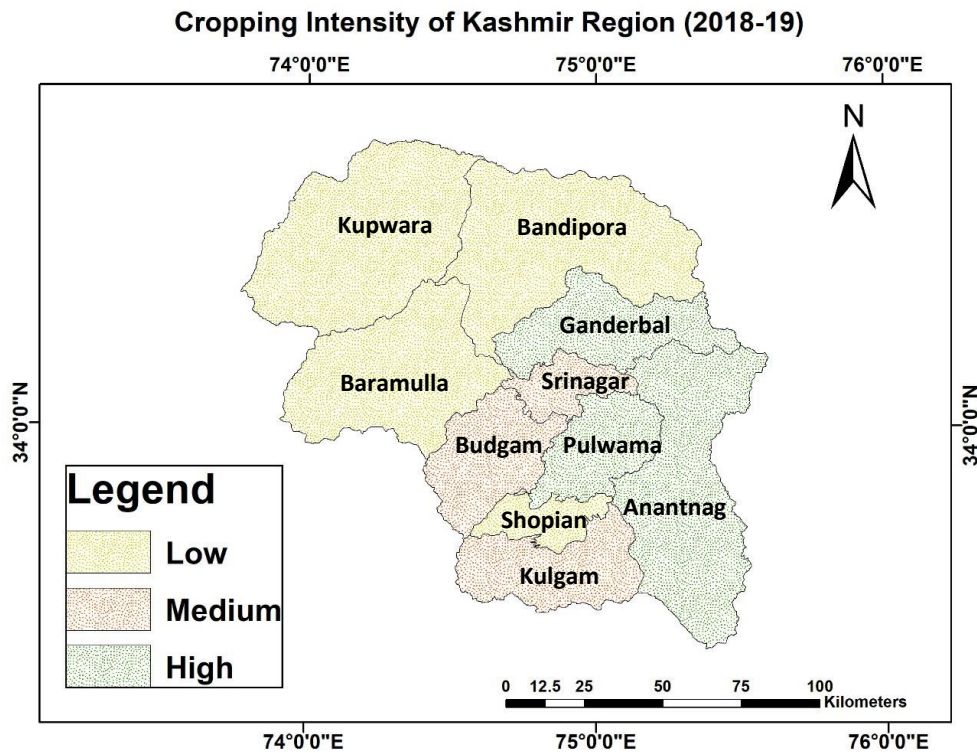 Cropping Intensity of Kashmir Region (2018-19)
74°0'0"E 75°0'0"E 76°0'0"E
N
Kupwara
Bandipora
Ganderbal
Baramulla
Srinagar
34°0'0"N
34°0'0"N
Budgam
Pulwama
Anantnag
Shopian
Kulgam
Legend
Low
Medium
High
0 12.5 25 50 75 100
Kilometers
74°0'0"E 75°0'0"E 76°0'0"E